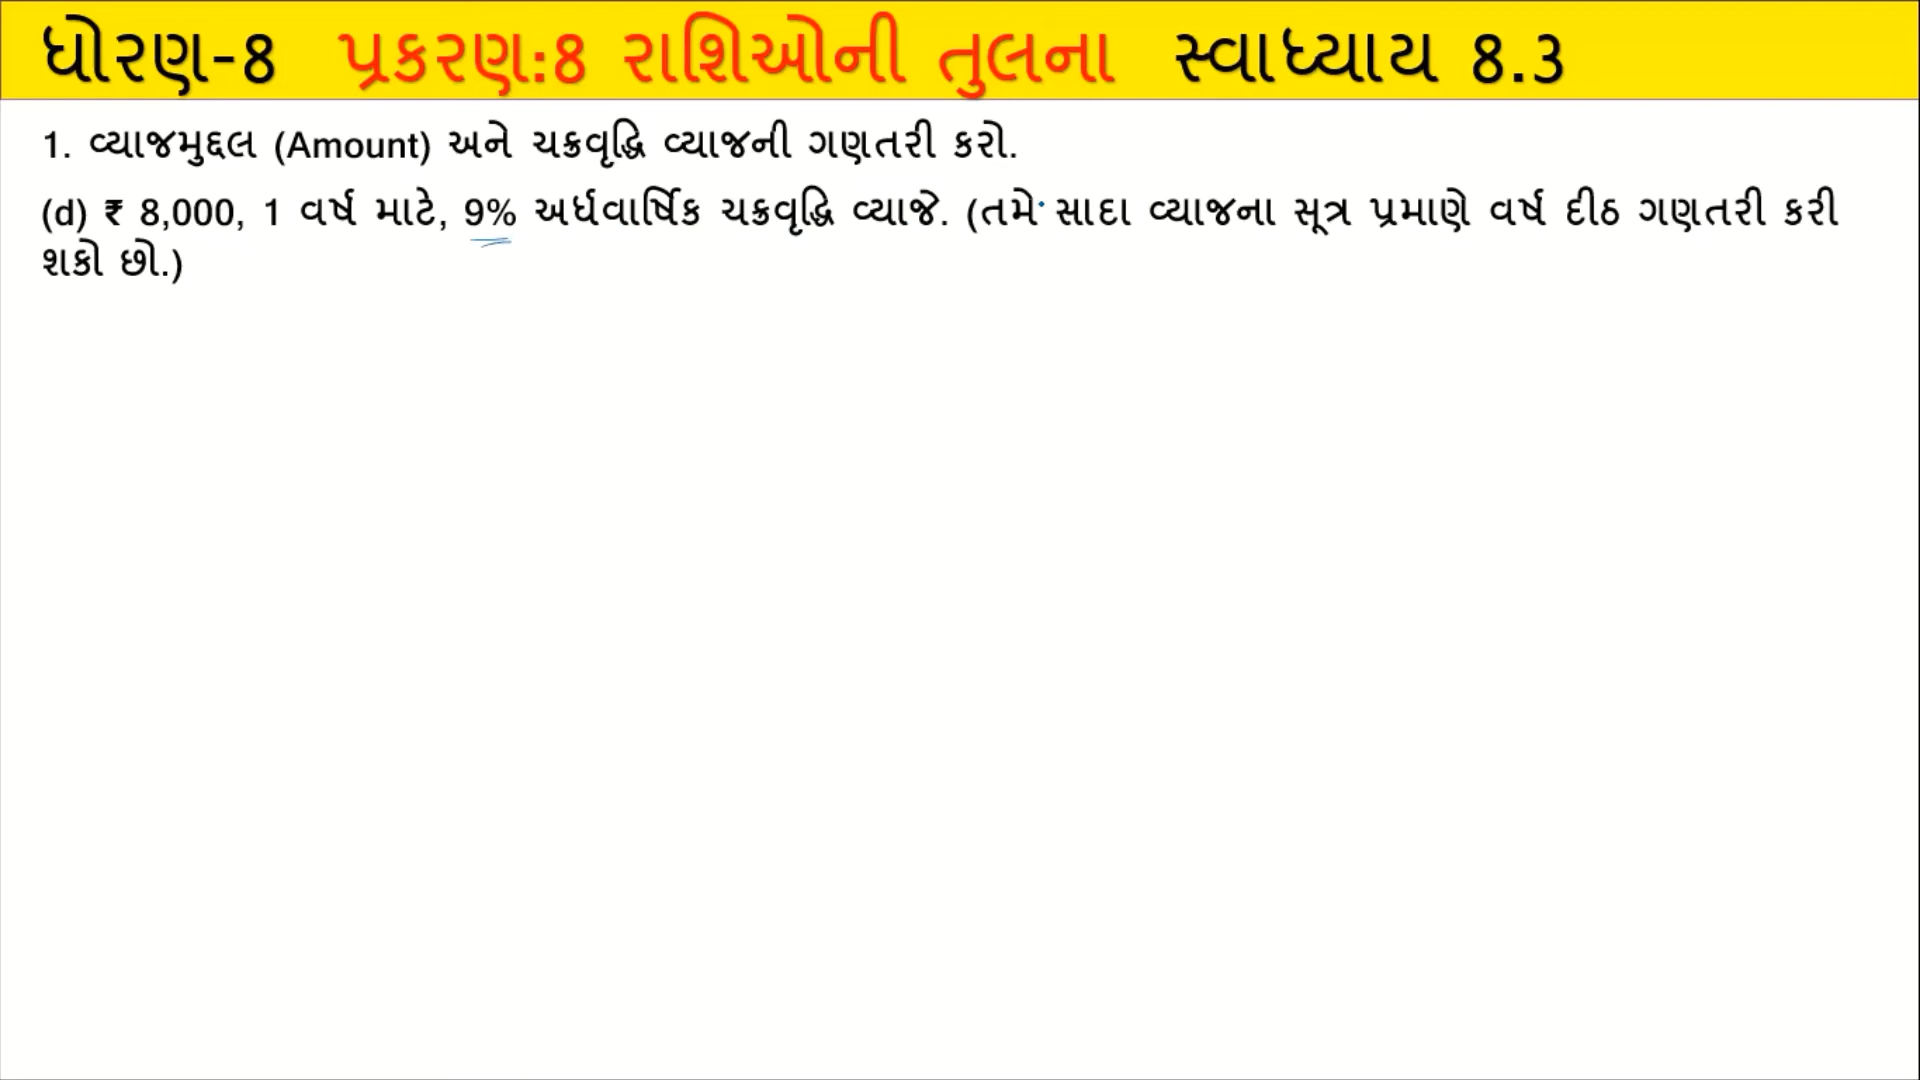 ધોરણ-8 પ્રકરણ:8 રાશિઓની તુલના સ્વાધ્યાય 8.૩
1. વ્યાજમુદ્દલ (Amount) અને ચક્રવૃદ્ધિ વ્યાજની ગણતરી કરો.
(d) ₹ 8,000, 1 વર્ષ માટે, 9% અર્ધવાર્ષિક ચક્રવૃદ્ધિ વ્યાજે. (તમે સાદા વ્યાજના સૂત્ર પ્રમાણે વર્ષ દીઠ ગણતરી કરી
શકો છો.)